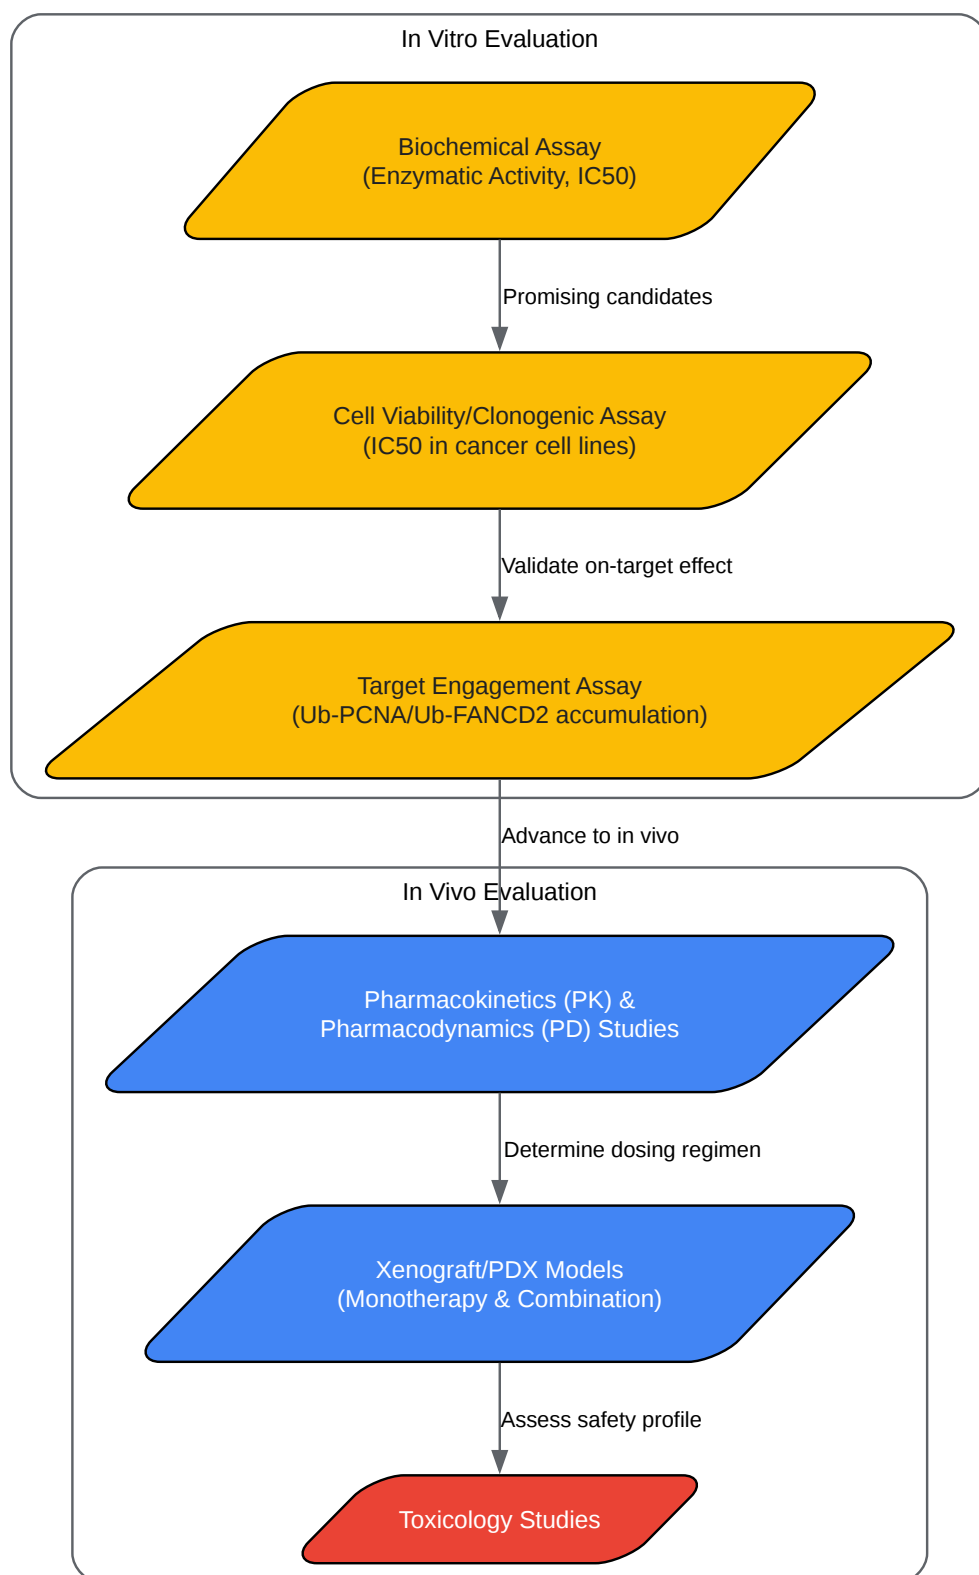 In Vitro Evaluation
Biochemical Assay
(Enzymatic Activity, IC50)
Promising candidates
Cell Viability/Clonogenic Assay
(IC50 in cancer cell lines)
Validate on-target effect
Target Engagement Assay
(Ub-PCNA/Ub-FANCD2 accumulation)
Advance to in vivo
In Vivo Evaluation
Pharmacokinetics (PK) &
Pharmacodynamics (PD) Studies
Determine dosing regimen
Xenograft/PDX Models
(Monotherapy & Combination)
Assess safety profile
Toxicology Studies